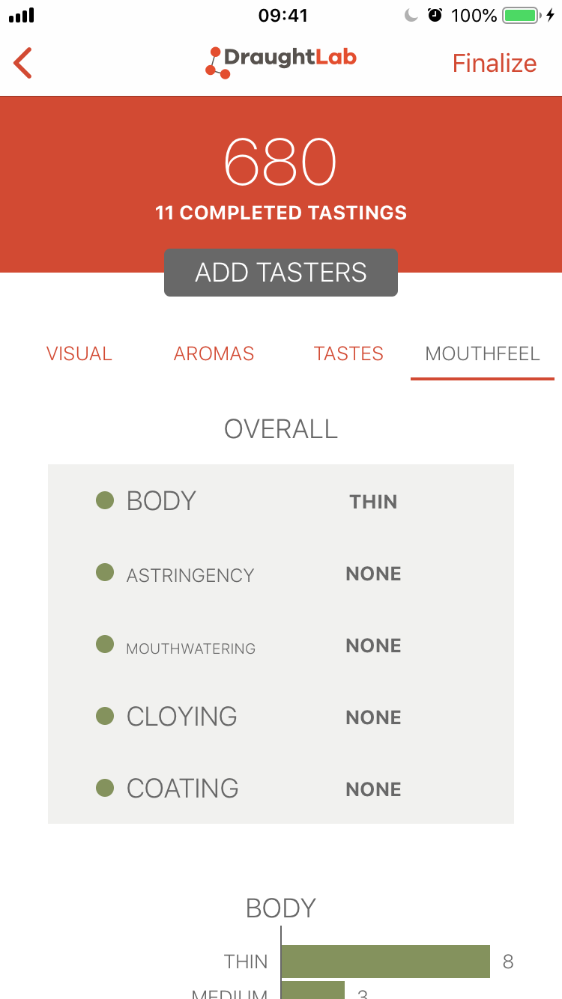 09:41
100%
DraughtLab
Finalize
680
11 COMPLETED TASTINGS
ADD TASTERS
VISUAL AROMAS TASTES MOUTHFEEL
OVERALL
BODY THIN
ASTRINGENCY NONE
MOUTHWATERING NONE
CLOYING NONE
COATING NONE
BODY
THIN 8
MEDIUM 3